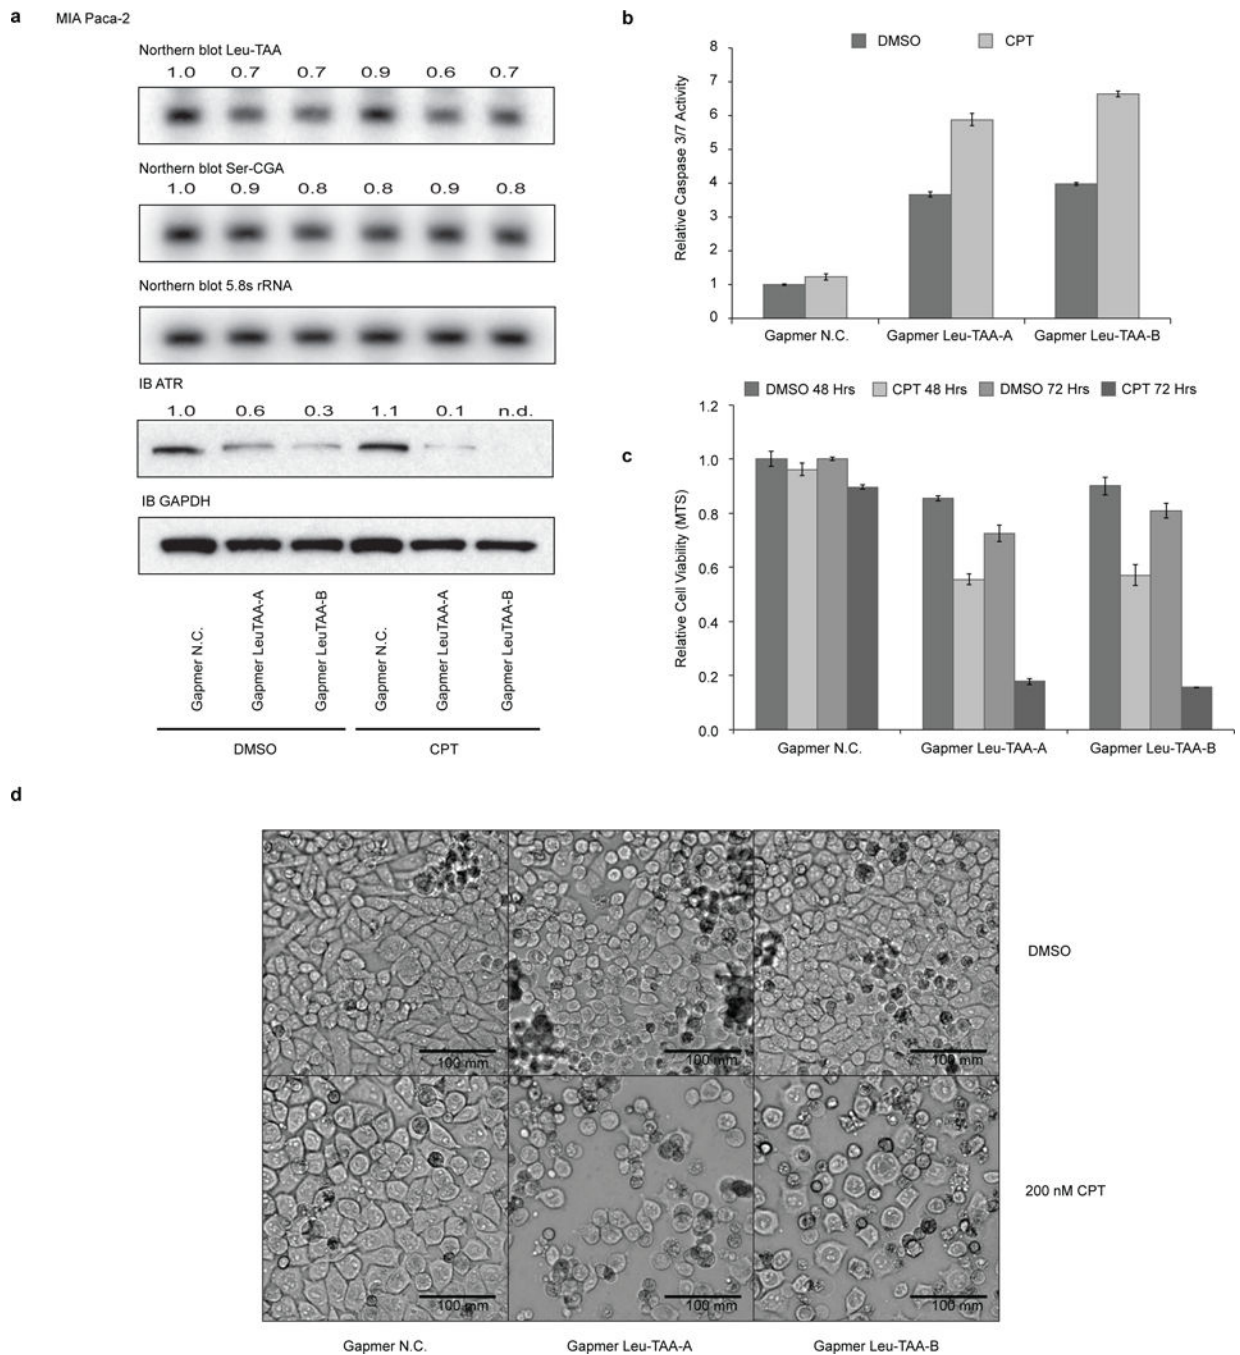 a
MIA Paca-2
Northern blot Leu-TAA
1.0 0.7 0.7 0.9 0.6 0.7
Northern blot Ser-CGA
1.0 0.9 0.8 0.8 0.9 0.8
Northern blot 5.8s rRNA
IB ATR
1.0 0.6 0.3 1.1 0.1 n.d.
IB GAPDH
Gapmer N.C.
Gapmer LeuTAA-A
Gapmer LeuTAA-B
Gapmer N.C.
Gapmer LeuTAA-A
Gapmer LeuTAA-B
DMSO CPT
b
DMSO CPT
Relative Caspase 3/7 Activity
8
7
6
5
4
3
2
1
0
Gapmer N.C. Gapmer Leu-TAA-A Gapmer Leu-TAA-B
c
DMSO 48 Hrs CPT 48 Hrs DMSO 72 Hrs CPT 72 Hrs
Relative Cell Viability (MTS)
1.2
1.0
0.8
0.6
0.4
0.2
0.0
Gapmer N.C. Gapmer Leu-TAA-A Gapmer Leu-TAA-B
d
100 mm 100 mm 100 mm
DMSO
100 mm 100 mm 100 mm
200 nM CPT
Gapmer N.C. Gapmer Leu-TAA-A Gapmer Leu-TAA-B